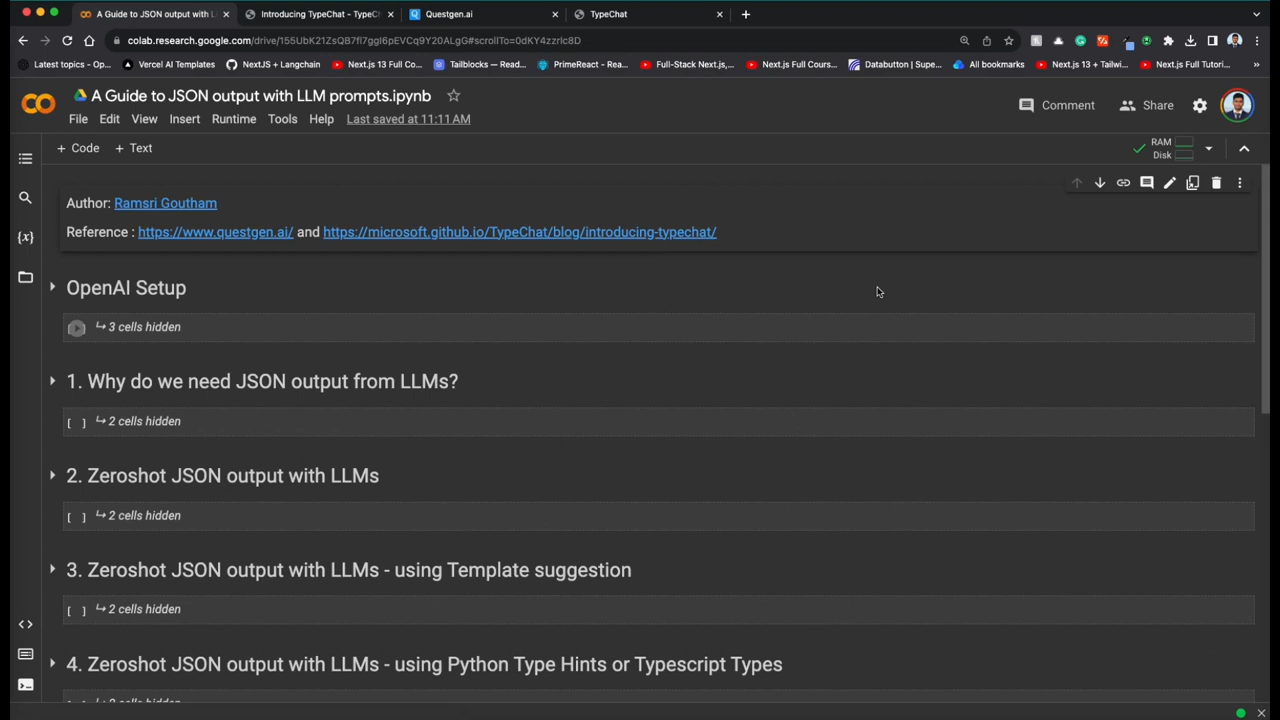 A Guide to JSON output with L
Introducing TypeChat - TypeC
Questgen.ai
TypeChat
colab.research.google.com/drive/155UbK21ZsQB7fl7ggI6pEVCq9Y20ALgG#scrollTo=0dKY4zzrlc8D
Latest topics - Op...
Vercel AI Templates
NextJS + Langchain
Next.js 13 Full Co...
Tailblocks — Read...
PrimeReact - Rea...
Full-Stack Next.js,...
Next.js Full Cours...
Databutton | Supe...
All bookmarks
Next.js 13 + Tailwi...
Next.js Full Tutori...
A Guide to JSON output with LLM prompts.ipynb
Comment
Share
File Edit View Insert Runtime Tools Help Last saved at 11:11 AM
+ Code + Text
RAM
Disk
Author: Ramsri Goutham
Reference : https://www.questgen.ai/ and https://microsoft.github.io/TypeChat/blog/introducing-typechat/
OpenAI Setup
3 cells hidden
1. Why do we need JSON output from LLMs?
[ ] 2 cells hidden
2. Zeroshot JSON output with LLMs
[ ] 2 cells hidden
3. Zeroshot JSON output with LLMs - using Template suggestion
[ ] 2 cells hidden
4. Zeroshot JSON output with LLMs - using Python Type Hints or Typescript Types